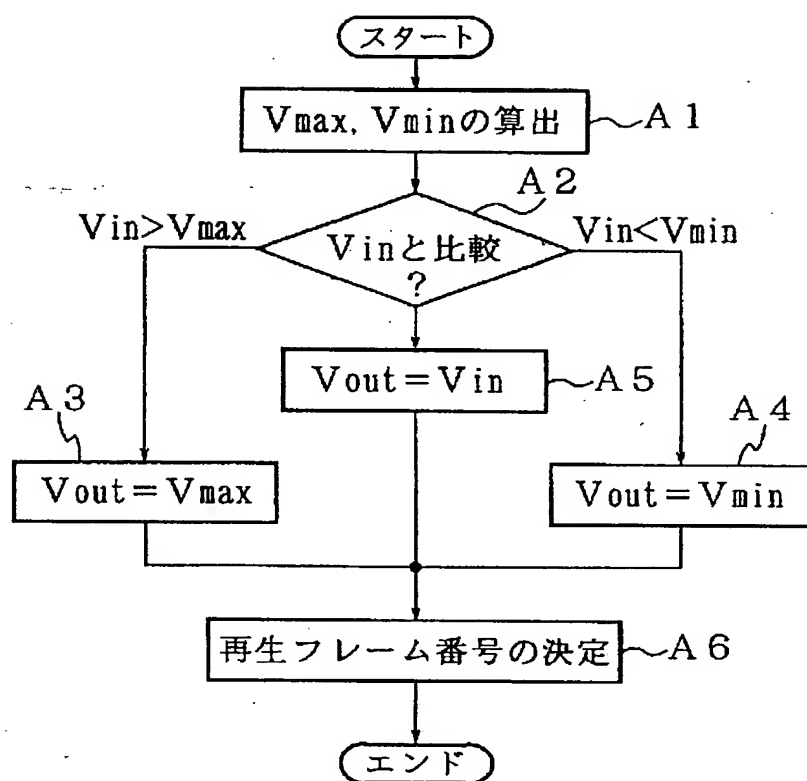 スタート
Vmax, Vminの算出
A1
A2
Vin>Vmax
Vinと比較
?
Vin<Vmin
Vout=Vin
A5
A3
A4
Vout=Vmax
Vout=Vmin
再生フレーム番号の決定
A6
エンド